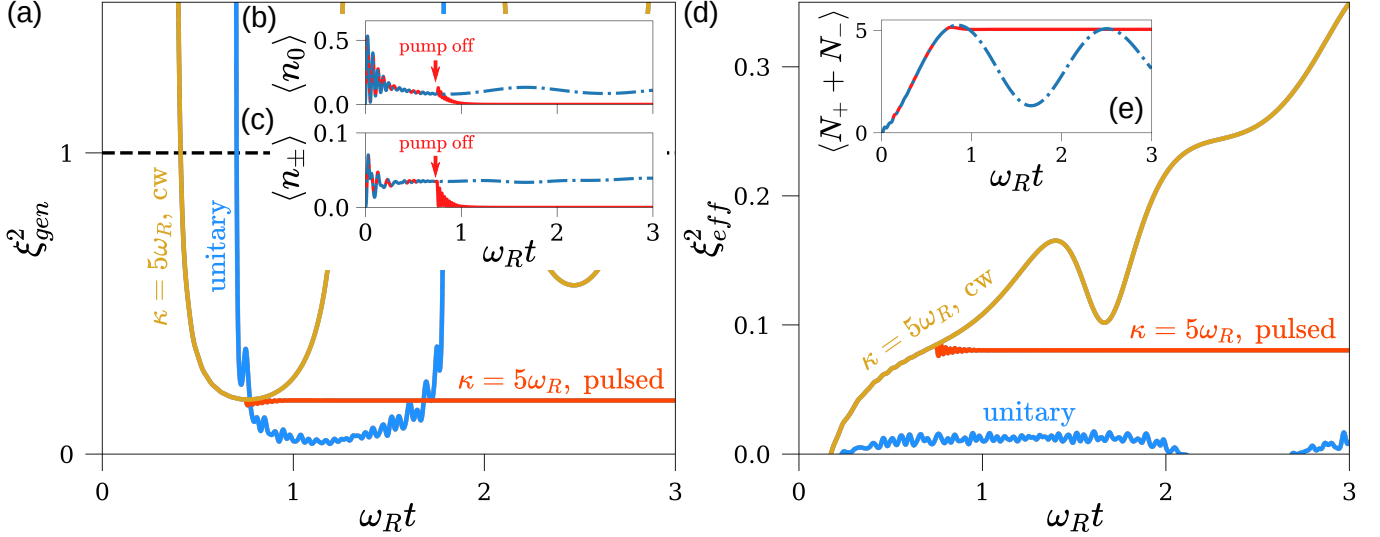 (a)
ξ²gen
1
0
κ = 5ωR, cw
unitary
κ = 5ωR, pulsed
0
1
2
3
ωRt
(b)
⟨n0⟩
0.5
0.0
pump off
(c)
⟨n±⟩
0.1
0.0
pump off
0
1
2
3
ωRt
(d)
ξ²eff
0.3
0.2
0.1
0.0
κ = 5ωR, cw
κ = 5ωR, pulsed
unitary
0
1
2
3
ωRt
⟨N+ + N−⟩
5
0
(e)
0
1
2
3
ωRt